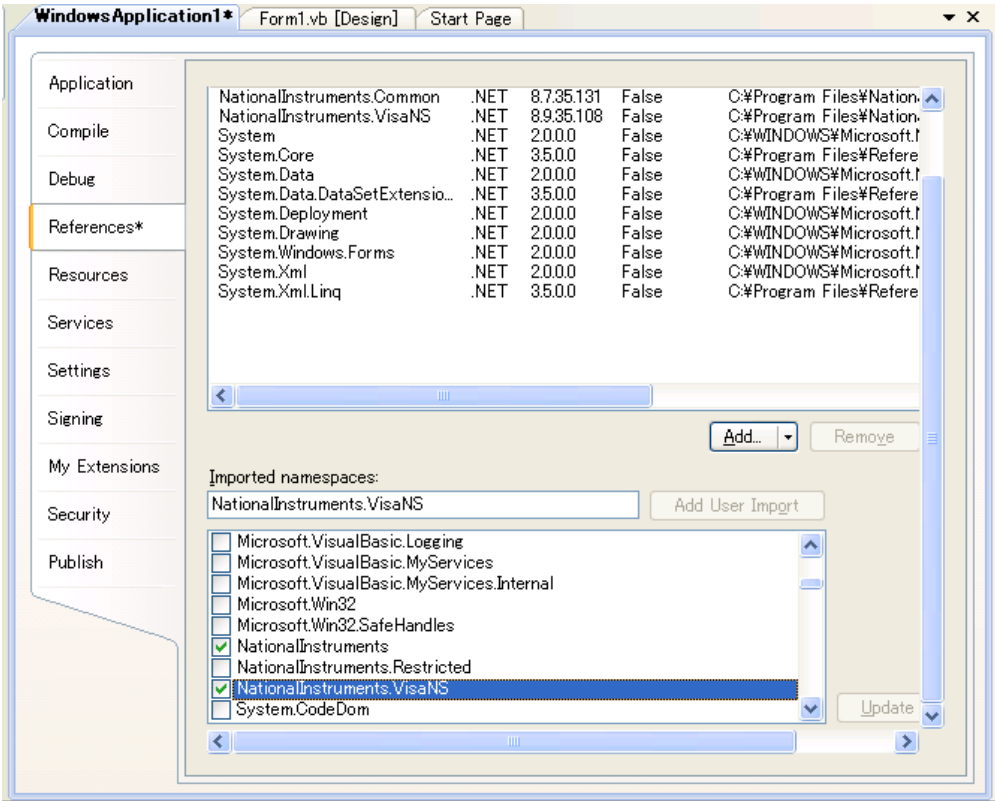 WindowsApplication1* Form1.vb [Design] Start Page
Application
Compile
Debug
References*
Resources
Services
Settings
Signing
My Extensions
Security
Publish
NationalInstruments.Common .NET 8.7.35.131 False C:¥Program Files¥Nation
NationalInstruments.VisaNS .NET 8.9.35.108 False C:¥Program Files¥Nation
System .NET 2.0.0.0 False C:¥WINDOWS¥Microsoft.N
System.Core .NET 3.5.0.0 False C:¥Program Files¥Refere
System.Data .NET 2.0.0.0 False C:¥WINDOWS¥Microsoft.N
System.Data.DataSetExtensio... .NET 3.5.0.0 False C:¥Program Files¥Refere
System.Deployment .NET 2.0.0.0 False C:¥WINDOWS¥Microsoft.N
System.Drawing .NET 2.0.0.0 False C:¥WINDOWS¥Microsoft.N
System.Windows.Forms .NET 2.0.0.0 False C:¥WINDOWS¥Microsoft.N
System.Xml .NET 2.0.0.0 False C:¥WINDOWS¥Microsoft.N
System.Xml.Linq .NET 3.5.0.0 False C:¥Program Files¥Refere
Add... Remove
Imported namespaces:
NationalInstruments.VisaNS Add User Import
Microsoft.VisualBasic.Logging
Microsoft.VisualBasic.MyServices
Microsoft.VisualBasic.MyServices.Internal
Microsoft.Win32
Microsoft.Win32.SafeHandles
NationalInstruments
NationalInstruments.Restricted
NationalInstruments.VisaNS
System.CodeDom
Update